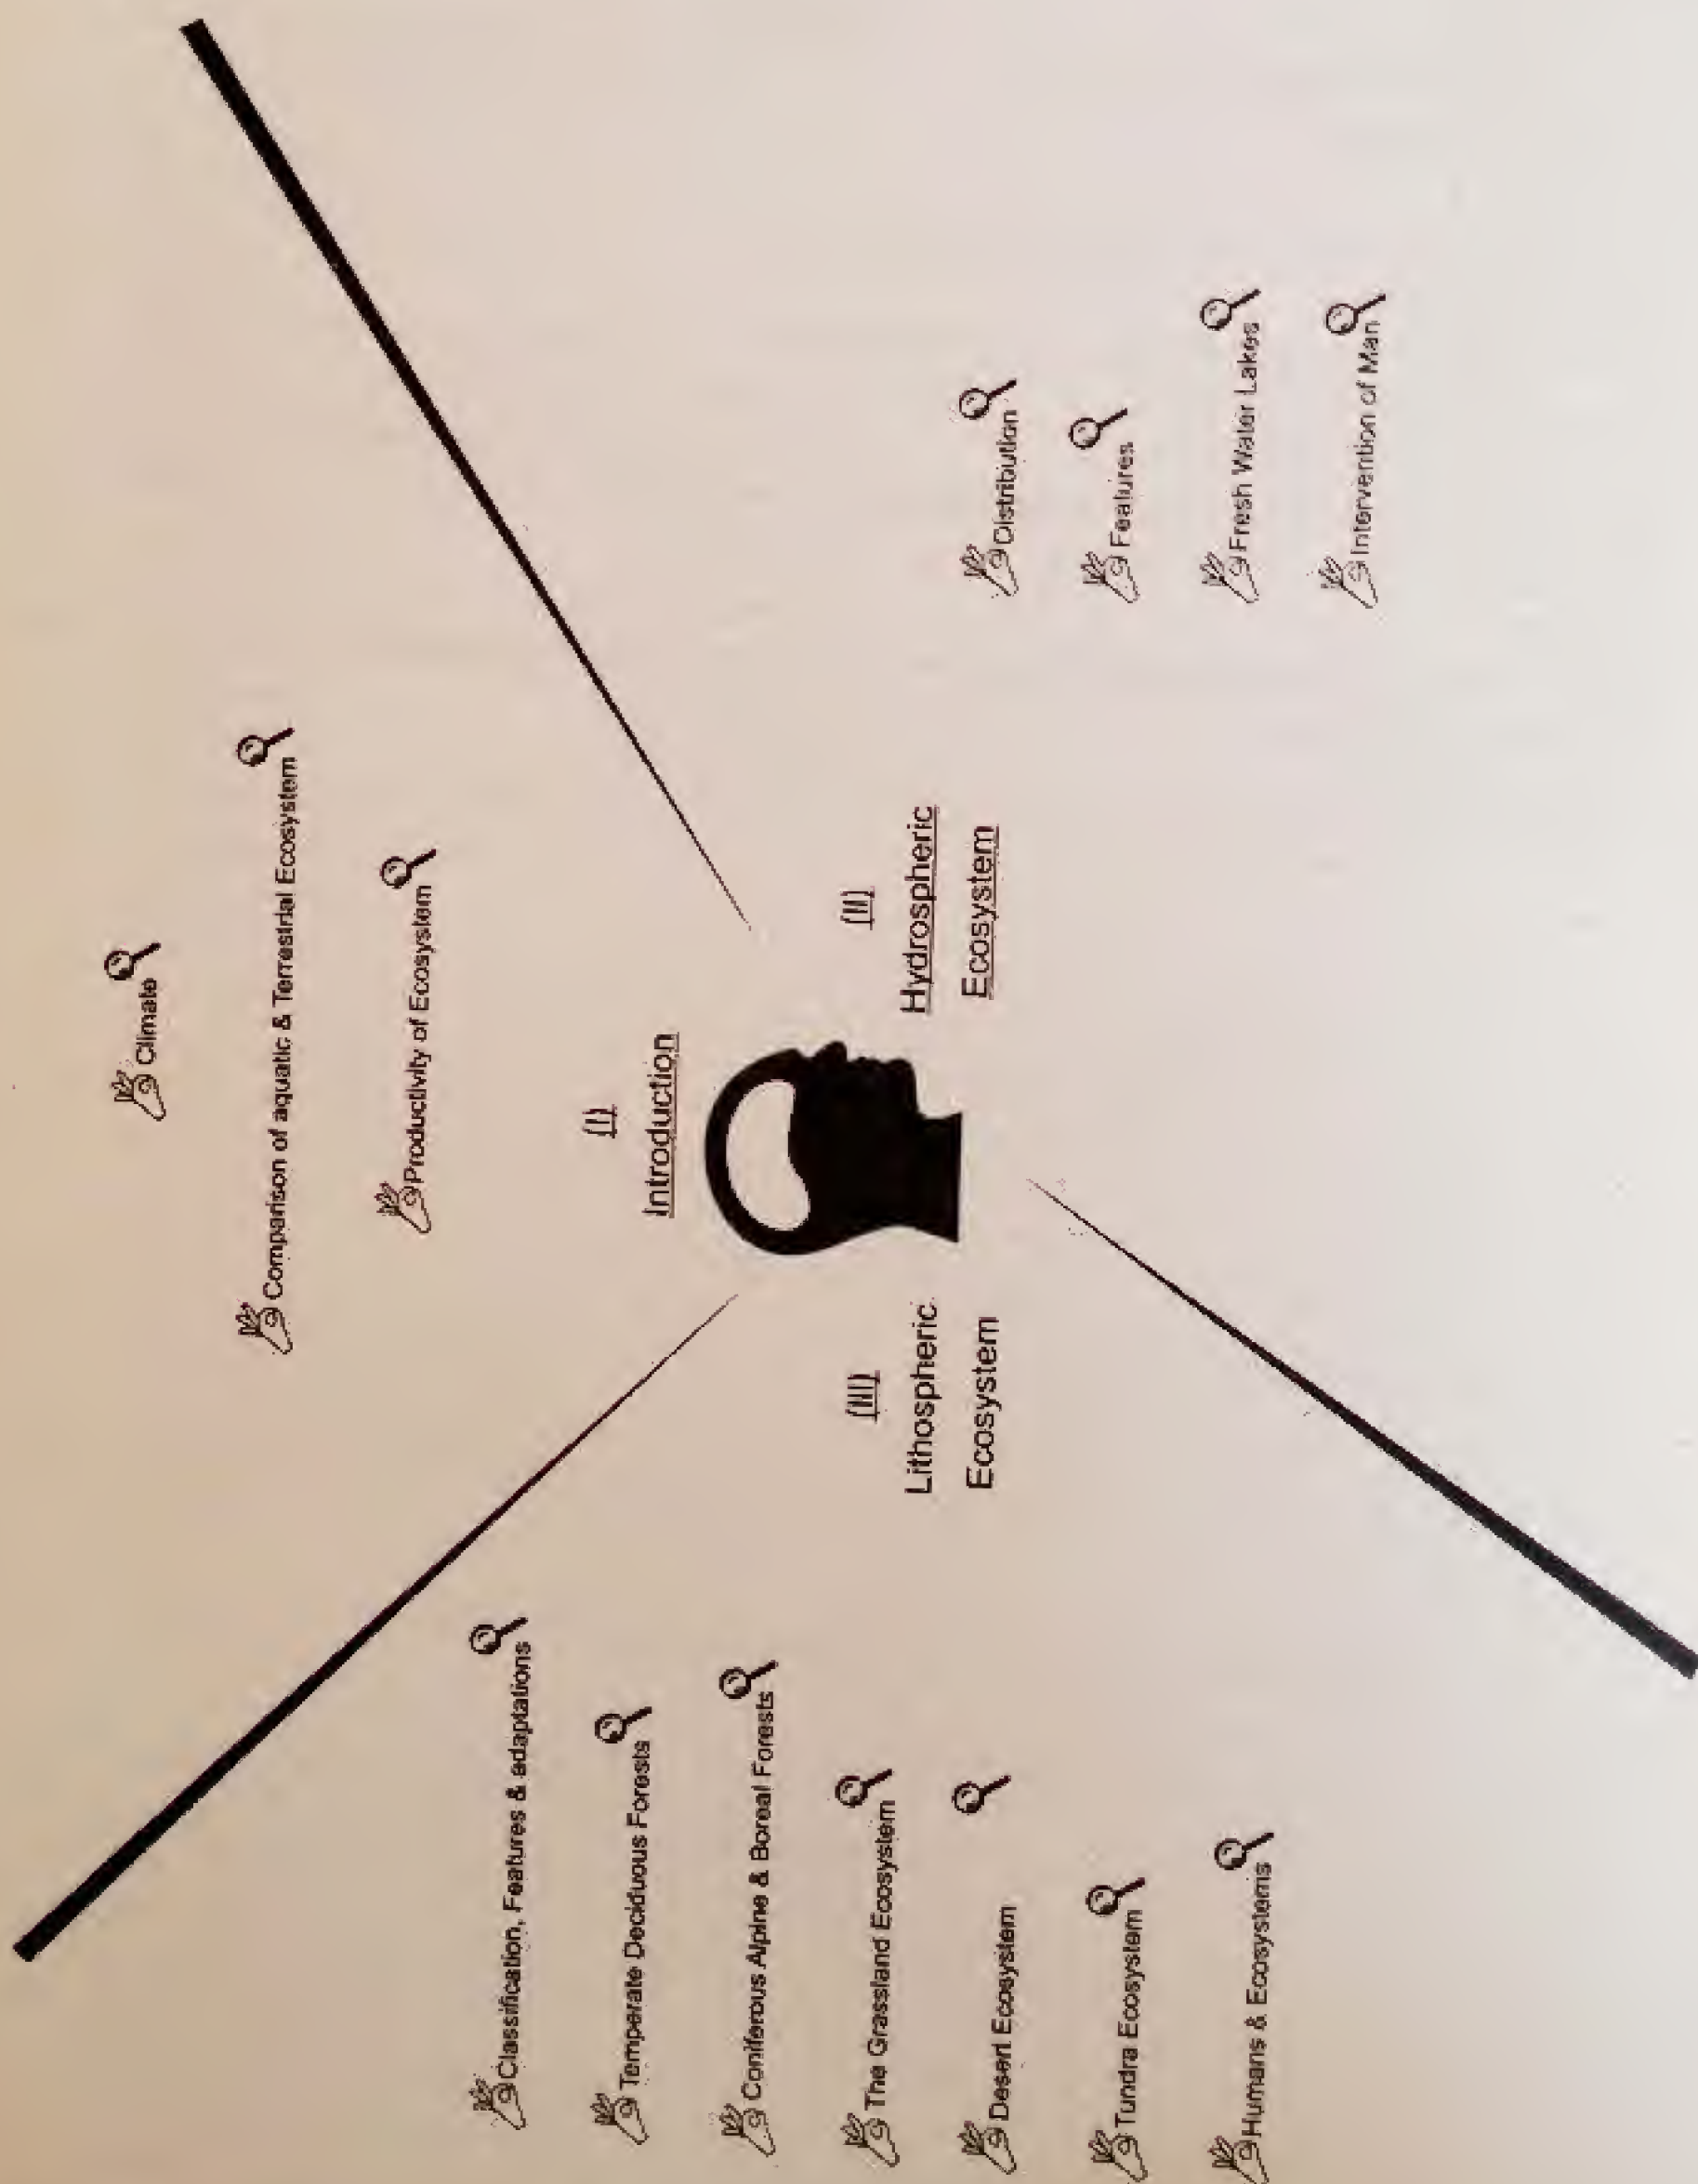 Climate
Comparison of aquatic & Terrestrial Ecosystem
Productivity of Ecosystem
(I)
Introduction
(II)
Hydrospheric
Ecosystem
Distribution
Features
Fresh Water Lakes
Intervention of Man
(III)
Lithospheric
Ecosystem
Classification, Features & adaptations
Temperate Deciduous Forests
Coniferous Alpine & Boreal Forests
The Grassland Ecosystem
Desert Ecosystem
Tundra Ecosystem
Humans & Ecosystems